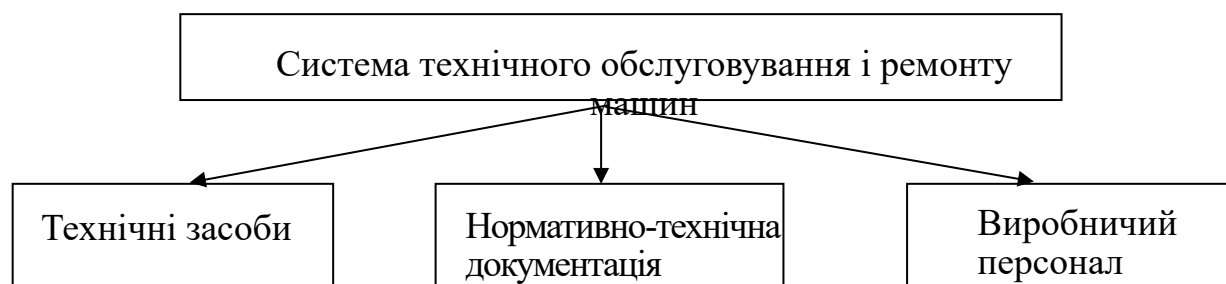 Система технічного обслуговування і ремонту
машин
Технічні засоби
Нормативно-технічна
документація
Виробничий
персонал